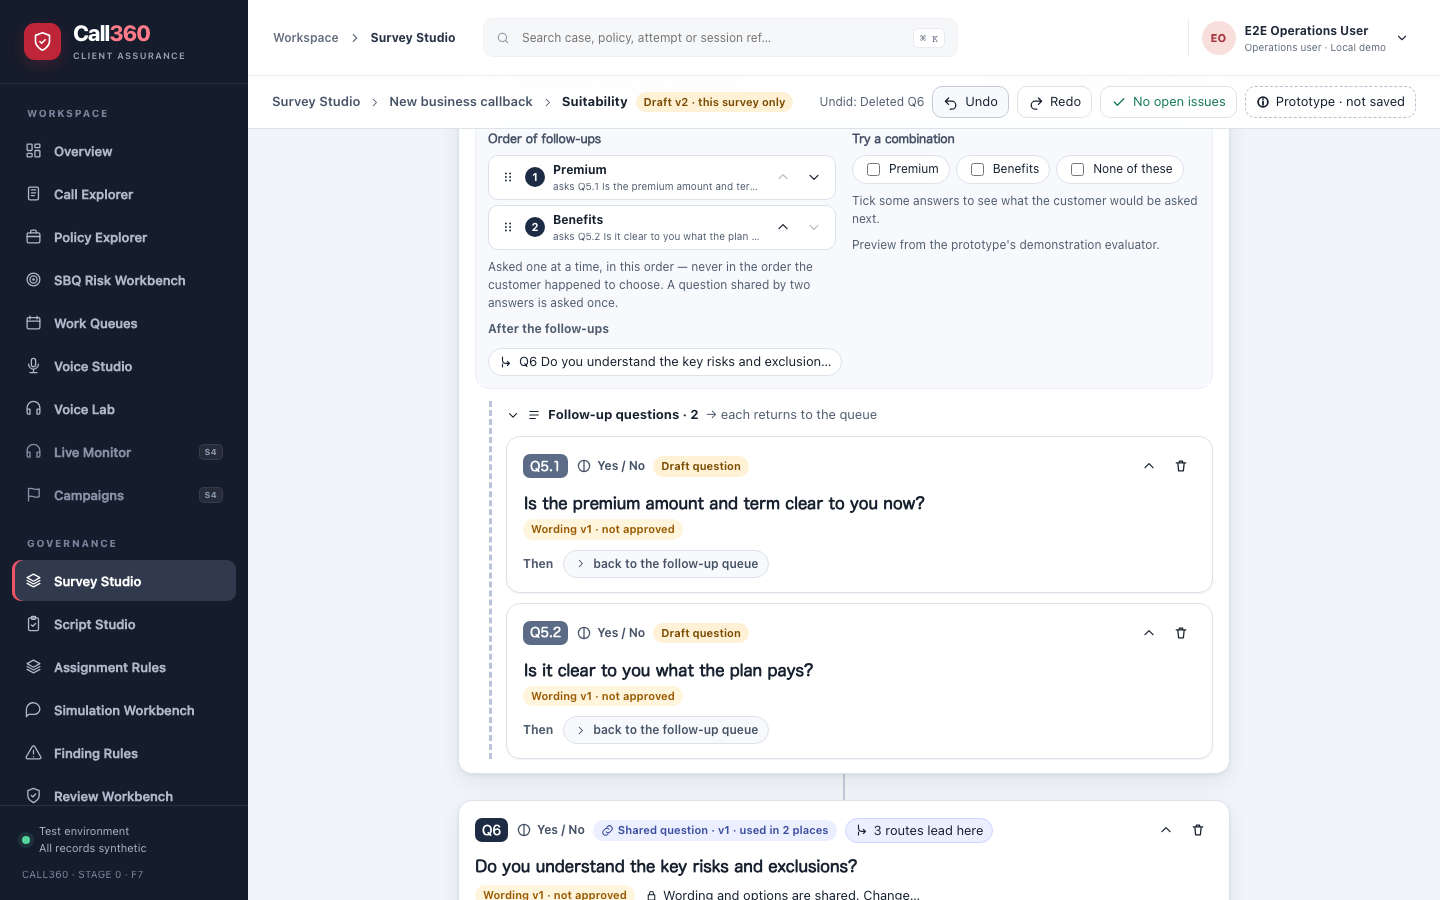 Call360
CLIENT ASSURANCE
WORKSPACE
Overview
Call Explorer
Policy Explorer
SBQ Risk Workbench
Work Queues
Voice Studio
Voice Lab
Live Monitor S4
Campaigns S4
GOVERNANCE
Survey Studio
Script Studio
Assignment Rules
Simulation Workbench
Finding Rules
Review Workbench
Test environment
All records synthetic
CALL360 · STAGE 0 · F7
Workspace > Survey Studio
Search case, policy, attempt or session ref...
⌘ K
EO
E2E Operations User
Operations user · Local demo
Survey Studio > New business callback > Suitability Draft v2 · this survey only
Undid: Deleted Q6 Undo Redo No open issues Prototype · not saved
Order of follow-ups
1 Premium
asks Q5.1 Is the premium amount and ter...
2 Benefits
asks Q5.2 Is it clear to you what the plan ...
Asked one at a time, in this order — never in the order the
customer happened to choose. A question shared by two
answers is asked once.
After the follow-ups
Q6 Do you understand the key risks and exclusion...
Try a combination
Premium Benefits None of these
Tick some answers to see what the customer would be asked
next.
Preview from the prototype's demonstration evaluator.
Follow-up questions · 2 → each returns to the queue
Q5.1 Yes / No Draft question
Is the premium amount and term clear to you now?
Wording v1 · not approved
Then back to the follow-up queue
Q5.2 Yes / No Draft question
Is it clear to you what the plan pays?
Wording v1 · not approved
Then back to the follow-up queue
Q6 Yes / No Shared question · v1 · used in 2 places 3 routes lead here
Do you understand the key risks and exclusions?
Wording v1 · not approved Wording and options are shared. Change...